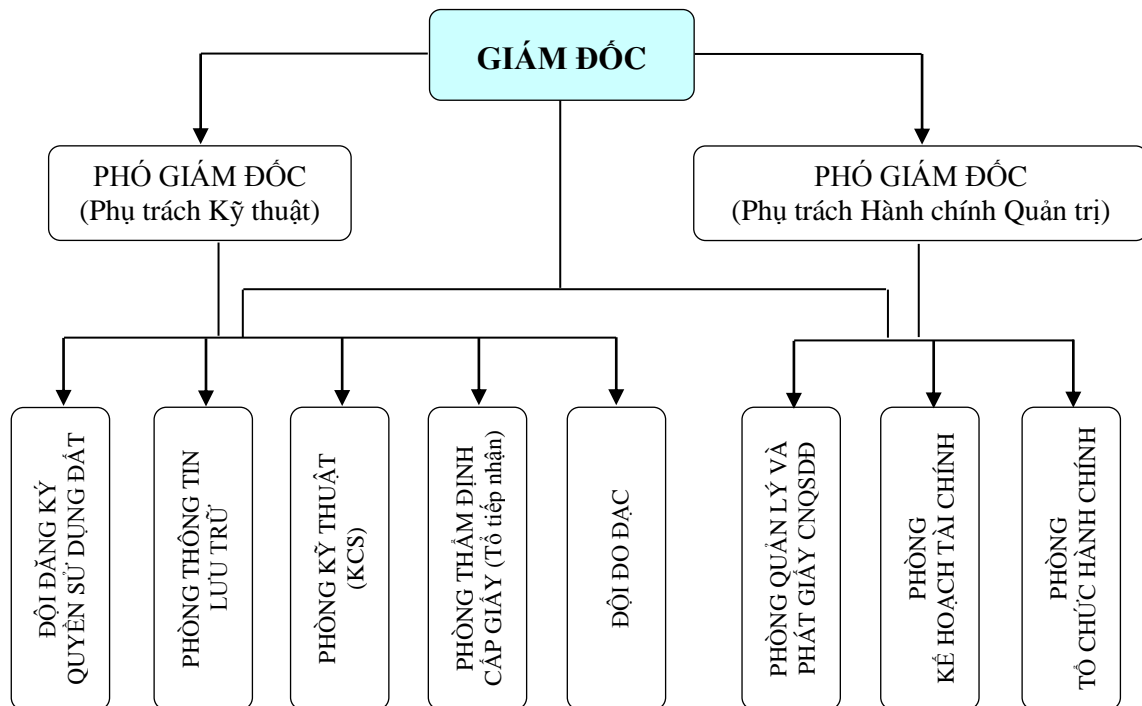 GIÁM ĐỐC
PHÓ GIÁM ĐỐC
(Phụ trách Kỹ thuật)
PHÓ GIÁM ĐỐC
(Phụ trách Hành chính Quản trị)
ĐỘI ĐĂNG KÝ
QUYỀN SỬ DỤNG ĐẤT
PHÒNG THÔNG TIN
LƯU TRỮ
PHÒNG KỸ THUẬT
(KCS)
PHÒNG THẨM ĐỊNH
CẤP GIẤY (Tổ tiếp nhận)
ĐỘI ĐO ĐẠC
PHÒNG QUẢN LÝ VÀ
PHÁT GIẤY CNQSDĐ
PHÒNG
KẾ HOẠCH TÀI CHÍNH
PHÒNG
TỔ CHỨC HÀNH CHÍNH